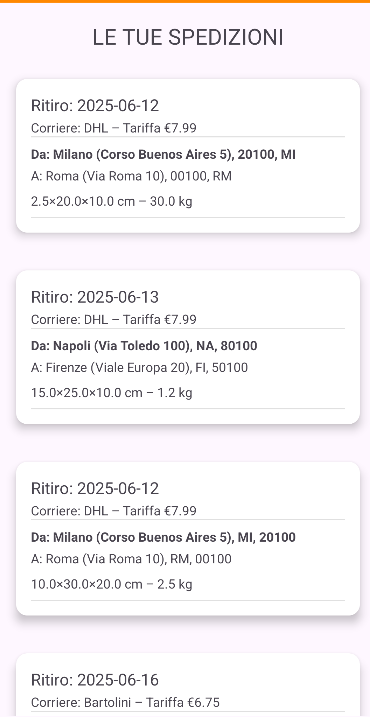 LE TUE SPEDIZIONI
Ritiro: 2025-06-12
Corriere: DHL – Tariffa €7.99
Da: Milano (Corso Buenos Aires 5), 20100, MI
A: Roma (Via Roma 10), 00100, RM
2.5×20.0×10.0 cm – 30.0 kg
Ritiro: 2025-06-13
Corriere: DHL – Tariffa €7.99
Da: Napoli (Via Toledo 100), NA, 80100
A: Firenze (Viale Europa 20), FI, 50100
15.0×25.0×10.0 cm – 1.2 kg
Ritiro: 2025-06-12
Corriere: DHL – Tariffa €7.99
Da: Milano (Corso Buenos Aires 5), MI, 20100
A: Roma (Via Roma 10), RM, 00100
10.0×30.0×20.0 cm – 2.5 kg
Ritiro: 2025-06-16
Corriere: Bartolini – Tariffa €6.75